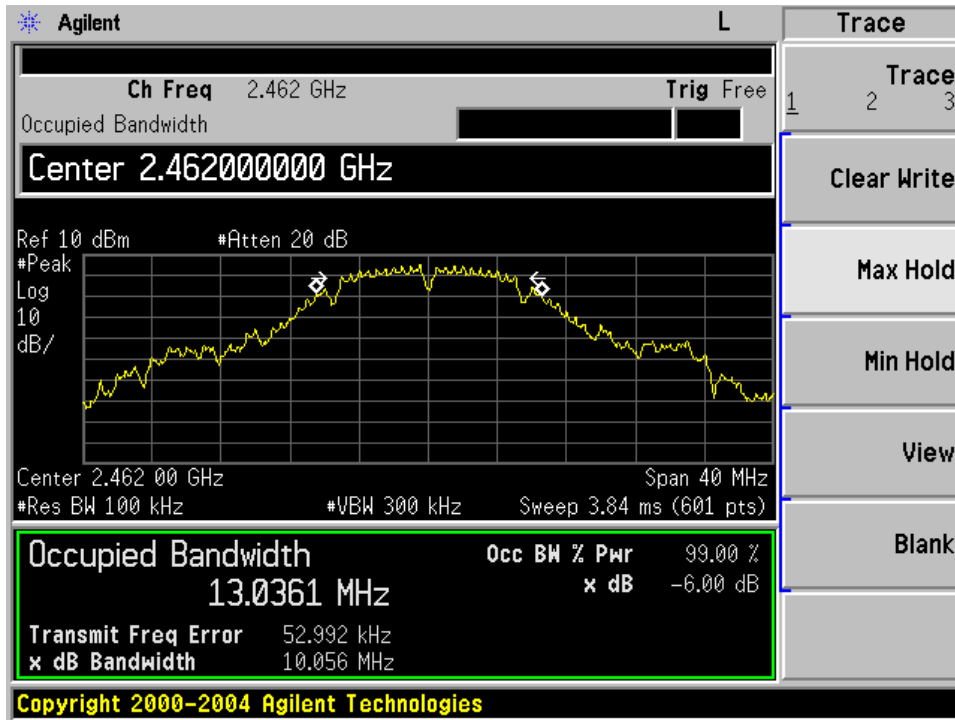 Agilent L Trace
Ch Freq 2.462 GHz Trig Free
Occupied Bandwidth
Center 2.462000000 GHz
Ref 10 dBm #Atten 20 dB
#Peak
Log
10
dB/
Center 2.462 00 GHz Span 40 MHz
#Res BW 100 kHz #VBW 300 kHz Sweep 3.84 ms (601 pts)
Occupied Bandwidth Occ BW % Pwr 99.00 %
13.0361 MHz x dB -6.00 dB
Transmit Freq Error 52.992 kHz
x dB Bandwidth 10.056 MHz
Copyright 2000-2004 Agilent Technologies
Trace
1 2 3
Clear Write
Max Hold
Min Hold
View
Blank